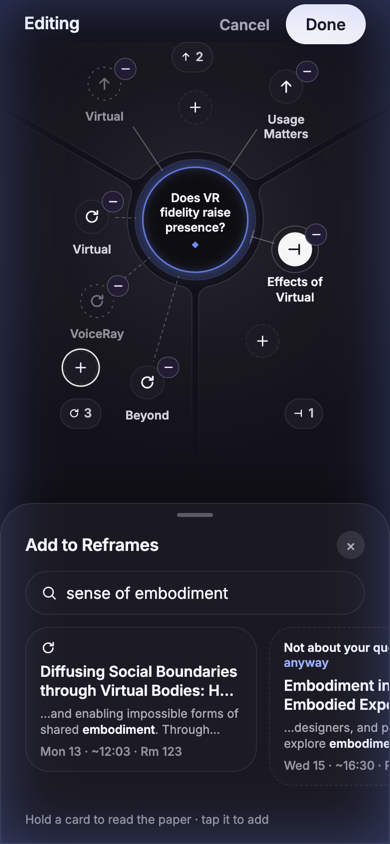 Editing
Cancel
Done
2
Virtual
Usage
Matters
Does VR
fidelity raise
presence?
Virtual
Effects of
Virtual
VoiceRay
3
Beyond
1
Add to Reframes
sense of embodiment
Diffusing Social Boundaries
through Virtual Bodies: H...
...and enabling impossible forms of
shared embodiment. Through...
Mon 13 · ~12:03 · Rm 123
Not about your qu
anyway
Embodiment in
Embodied Exp
...designers, and p
explore embodime
Wed 15 · ~16:30 ·
Hold a card to read the paper · tap it to add